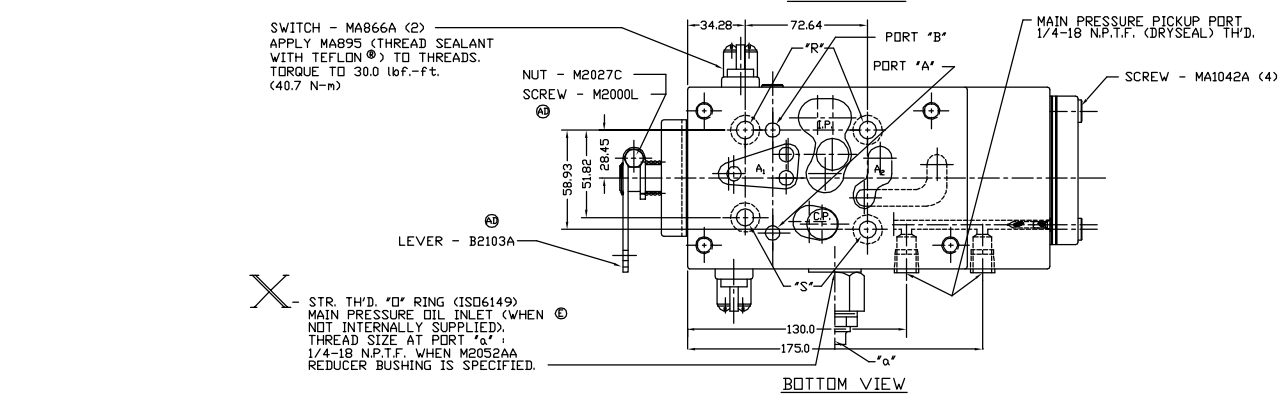 SWITCH - MA866A (2)
APPLY MA895 (THREAD SEALANT
WITH TEFLON ®) TO THREADS.
TORQUE TO 30.0 lbf.-ft.
(40.7 N-m)
NUT - M2027C
SCREW - M2000L
AD
34.28
72.64
"R"
PORT "B"
PORT "A"
MAIN PRESSURE PICKUP PORT
1/4-18 N.P.T.F. (DRYSEAL) TH'D.
SCREW - MA1042A (4)
58.93
51.82
28.45
I.P.
A1
A2
C.P.
AD
LEVER - B2103A
"S"
X
- STR. TH'D. "O" RING (ISO6149)
MAIN PRESSURE OIL INLET (WHEN E
NOT INTERNALLY SUPPLIED).
THREAD SIZE AT PORT "a" :
1/4-18 N.P.T.F. WHEN M2052AA
REDUCER BUSHING IS SPECIFIED.
130.0
175.0
"a"
BOTTOM VIEW